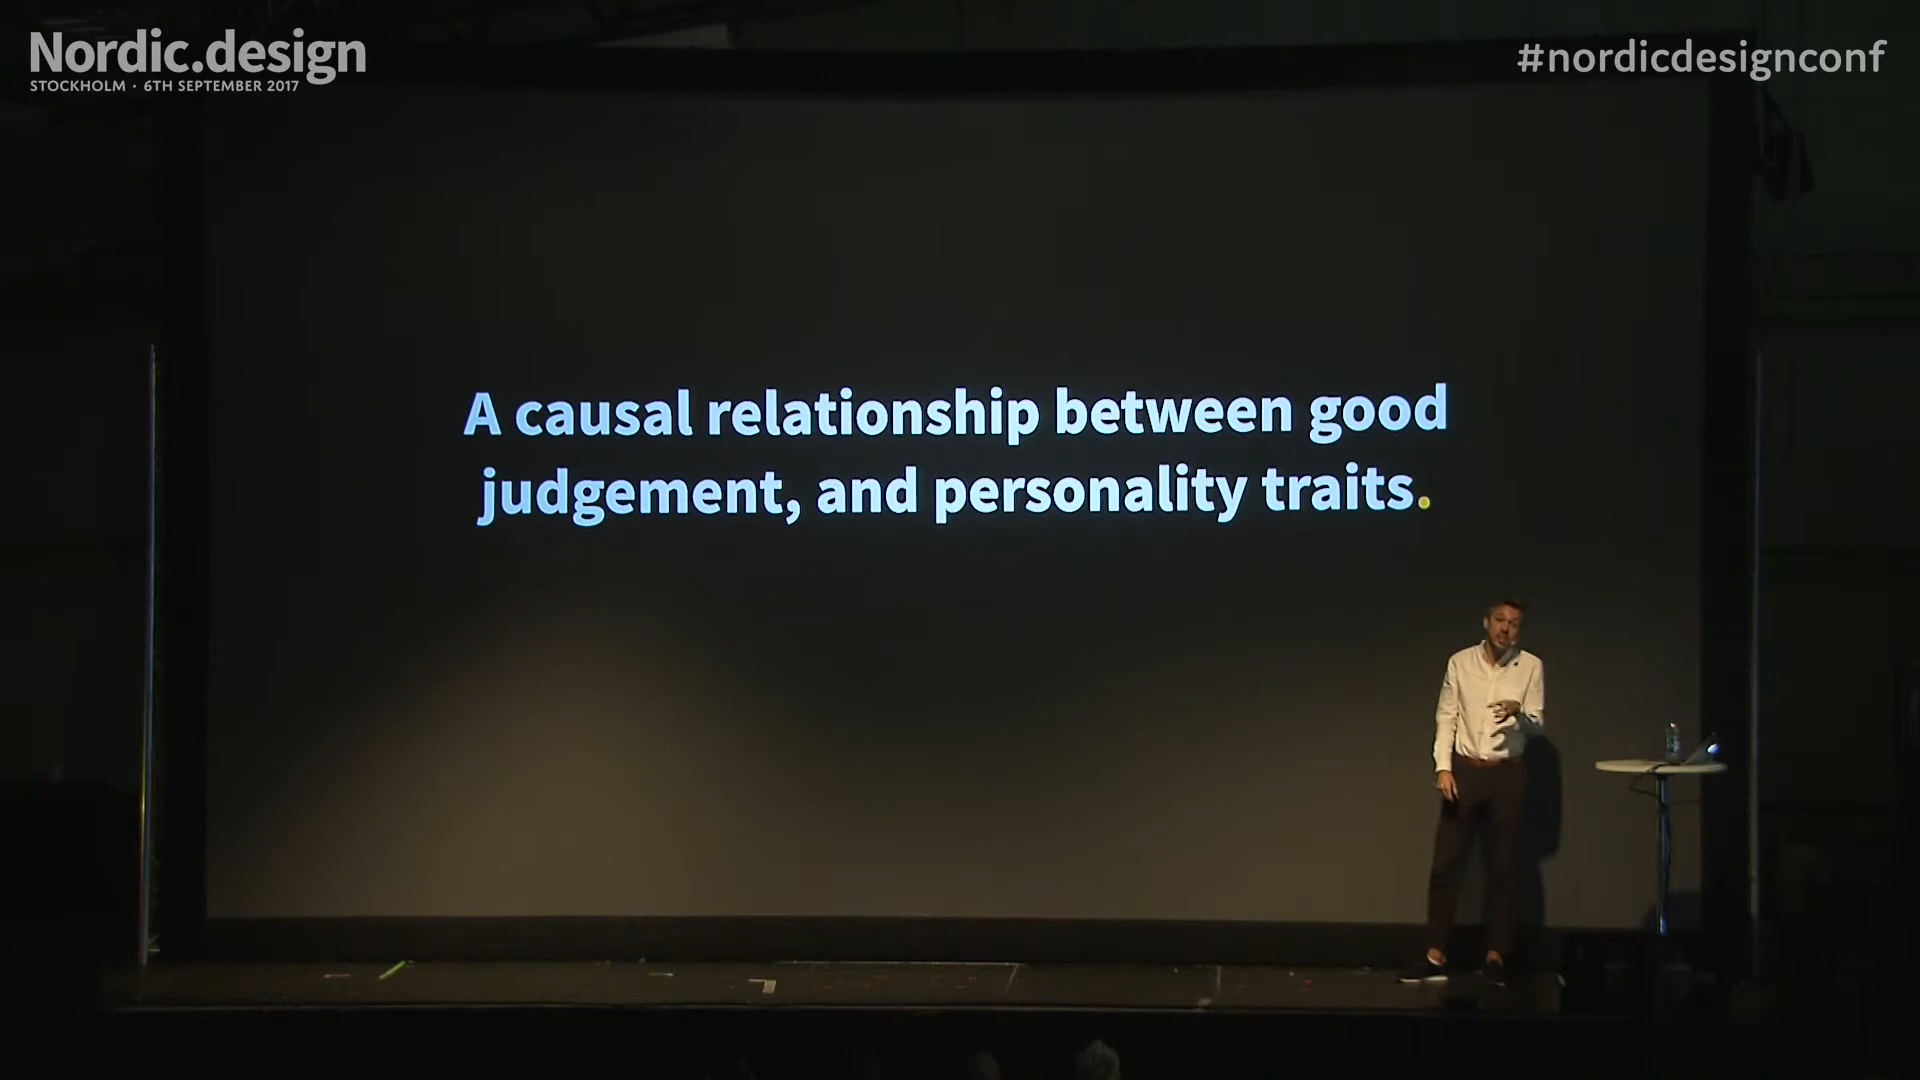 Nordic.design
STOCKHOLM · 6TH SEPTEMBER 2017
#nordicdesignconf
A causal relationship between good
judgement, and personality traits.